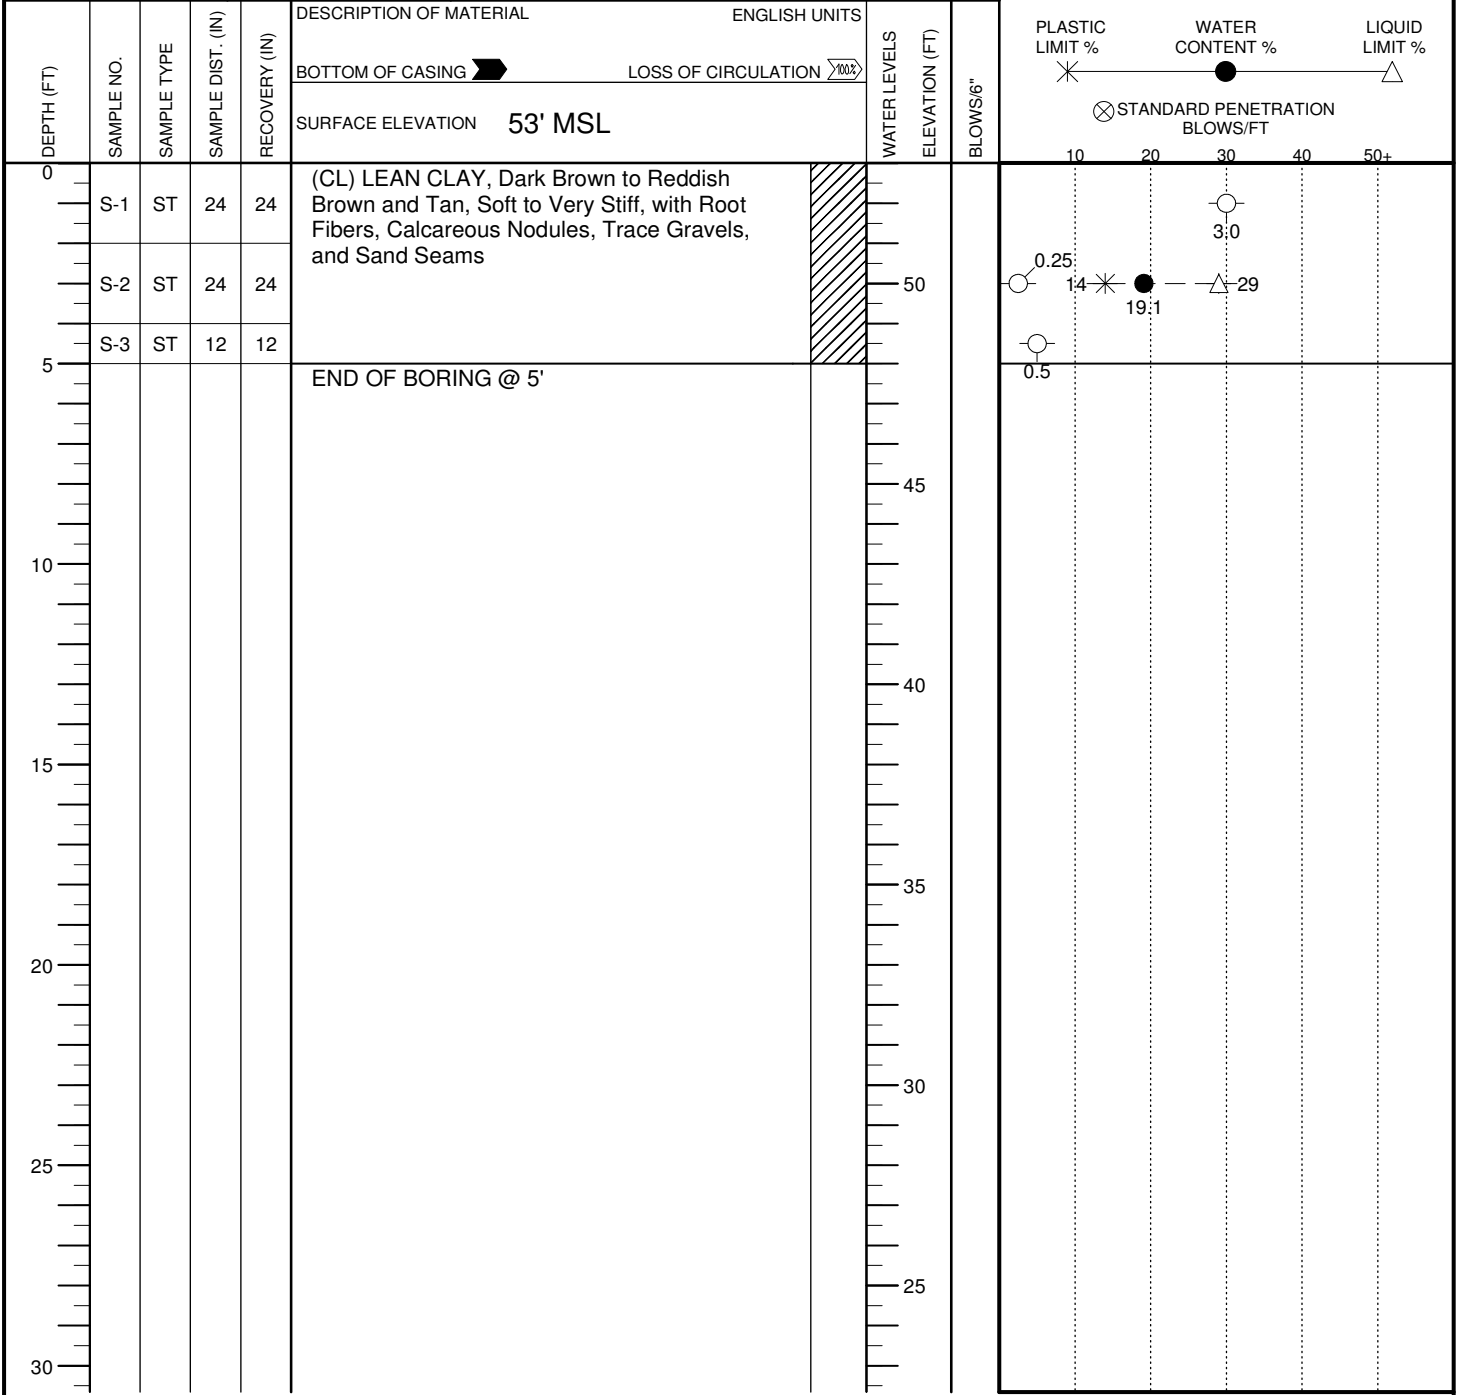 DEPTH (FT)
SAMPLE NO.
SAMPLE TYPE
SAMPLE DIST. (IN)
RECOVERY (IN)
DESCRIPTION OF MATERIAL ENGLISH UNITS
BOTTOM OF CASING LOSS OF CIRCULATION 100%
SURFACE ELEVATION 53' MSL
WATER LEVELS
ELEVATION (FT)
BLOWS/6"
PLASTIC WATER LIQUID
LIMIT % CONTENT % LIMIT %
STANDARD PENETRATION
BLOWS/FT
10 20 30 40 50+
0
(CL) LEAN CLAY, Dark Brown to Reddish
Brown and Tan, Soft to Very Stiff, with Root
Fibers, Calcareous Nodules, Trace Gravels,
and Sand Seams
S-1 ST 24 24
3.0
0.25
S-2 ST 24 24 50 14 29
19.1
S-3 ST 12 12
5
0.5
END OF BORING @ 5'
45
10
40
15
35
20
30
25
25
30